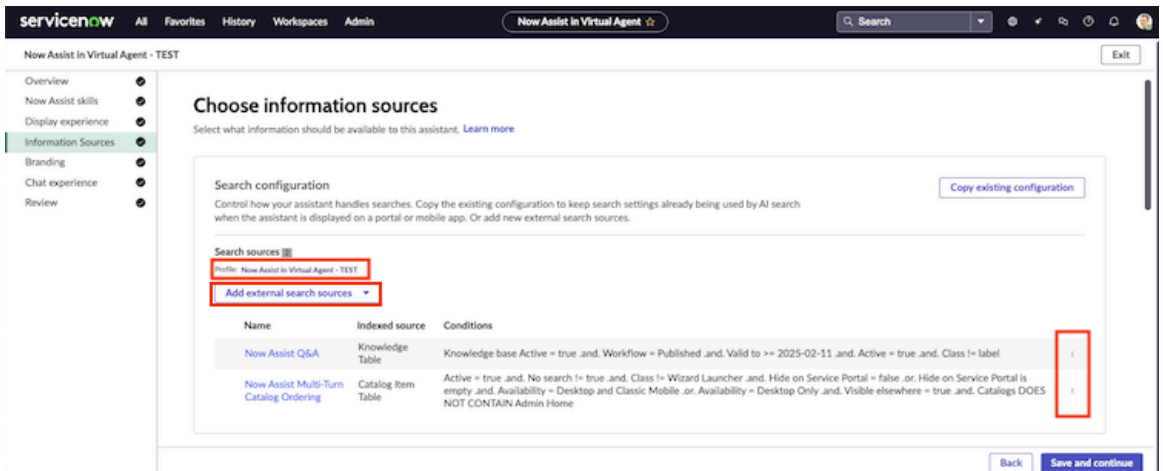 servicenow All Favorites History Workspaces Admin Now Assist in Virtual Agent Search
Now Assist in Virtual Agent - TEST Exit
Overview
Now Assist skills
Display experience
Information Sources
Branding
Chat experience
Review
Choose information sources
Select what information should be available to this assistant. Learn more
Search configuration
Copy existing configuration
Control how your assistant handles searches. Copy the existing configuration to keep search settings already being used by AI search
when the assistant is displayed on a portal or mobile app. Or add new external search sources.
Search sources 2
Profile: Now Assist in Virtual Agent - TEST
Add external search sources
Name Indexed source Conditions
Now Assist Q&A Knowledge Table Knowledge base Active = true .and. Workflow = Published .and. Valid to >= 2025-02-11 .and. Active = true .and. Class != label
Now Assist Multi-Turn Catalog Item Active = true .and. No search != true .and. Class != Wizard Launcher .and. Hide on Service Portal = false .or. Hide on Service Portal is
Catalog Ordering Table empty .and. Availability = Desktop and Classic Mobile .or. Availability = Desktop Only .and. Visible elsewhere = true .and. Catalogs DOES
NOT CONTAIN Admin Home
Back Save and continue